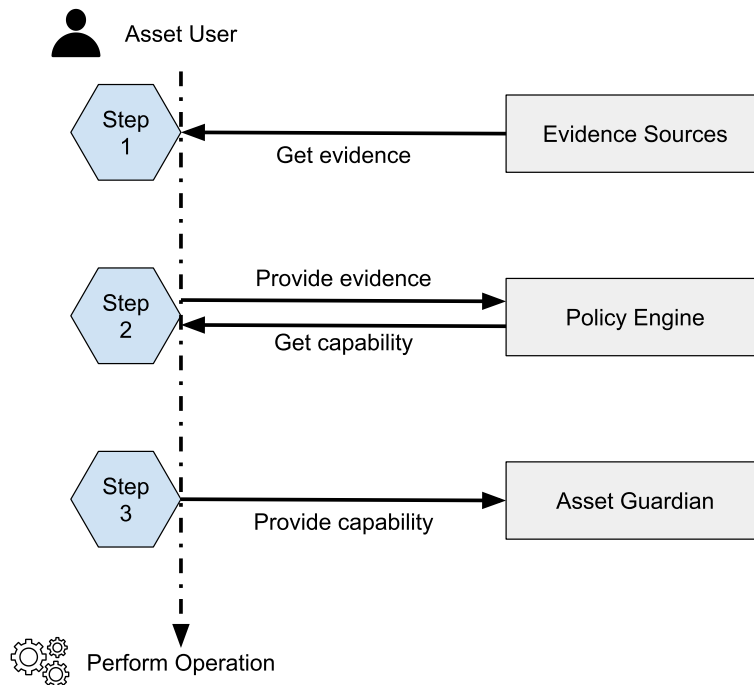 Asset User
Step
1
Evidence Sources
Get evidence
Provide evidence
Step
2
Policy Engine
Get capability
Step
3
Asset Guardian
Provide capability
Perform Operation